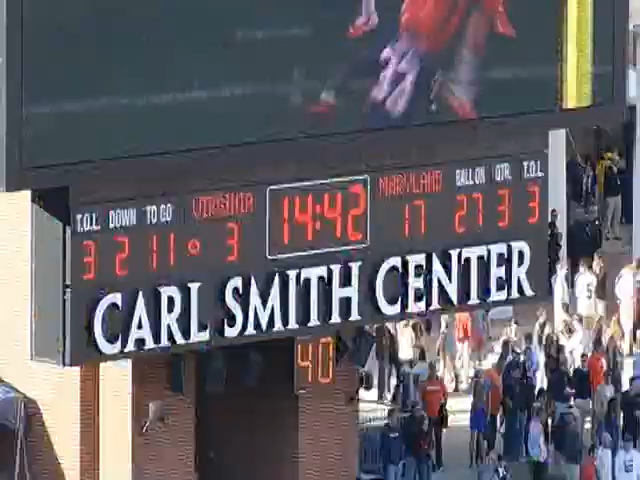 T.O.L. DOWN TO GO VIRGINIA 14:42 MARYLAND BALL ON QTR. T.O.L.
3 2 11 3 17 27 3 3
CARL SMITH CENTER
40